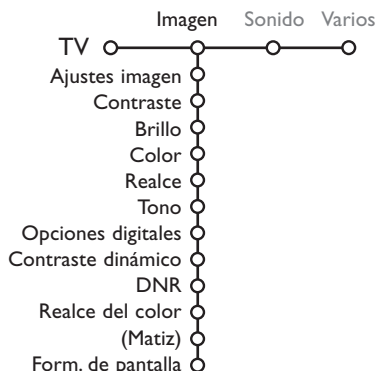 Imagen Sonido Varios
TV
Ajustes imagen
Contraste
Brillo
Color
Realce
Tono
Opciones digitales
Contraste dinámico
DNR
Realce del color
(Matiz)
Form. de pantalla